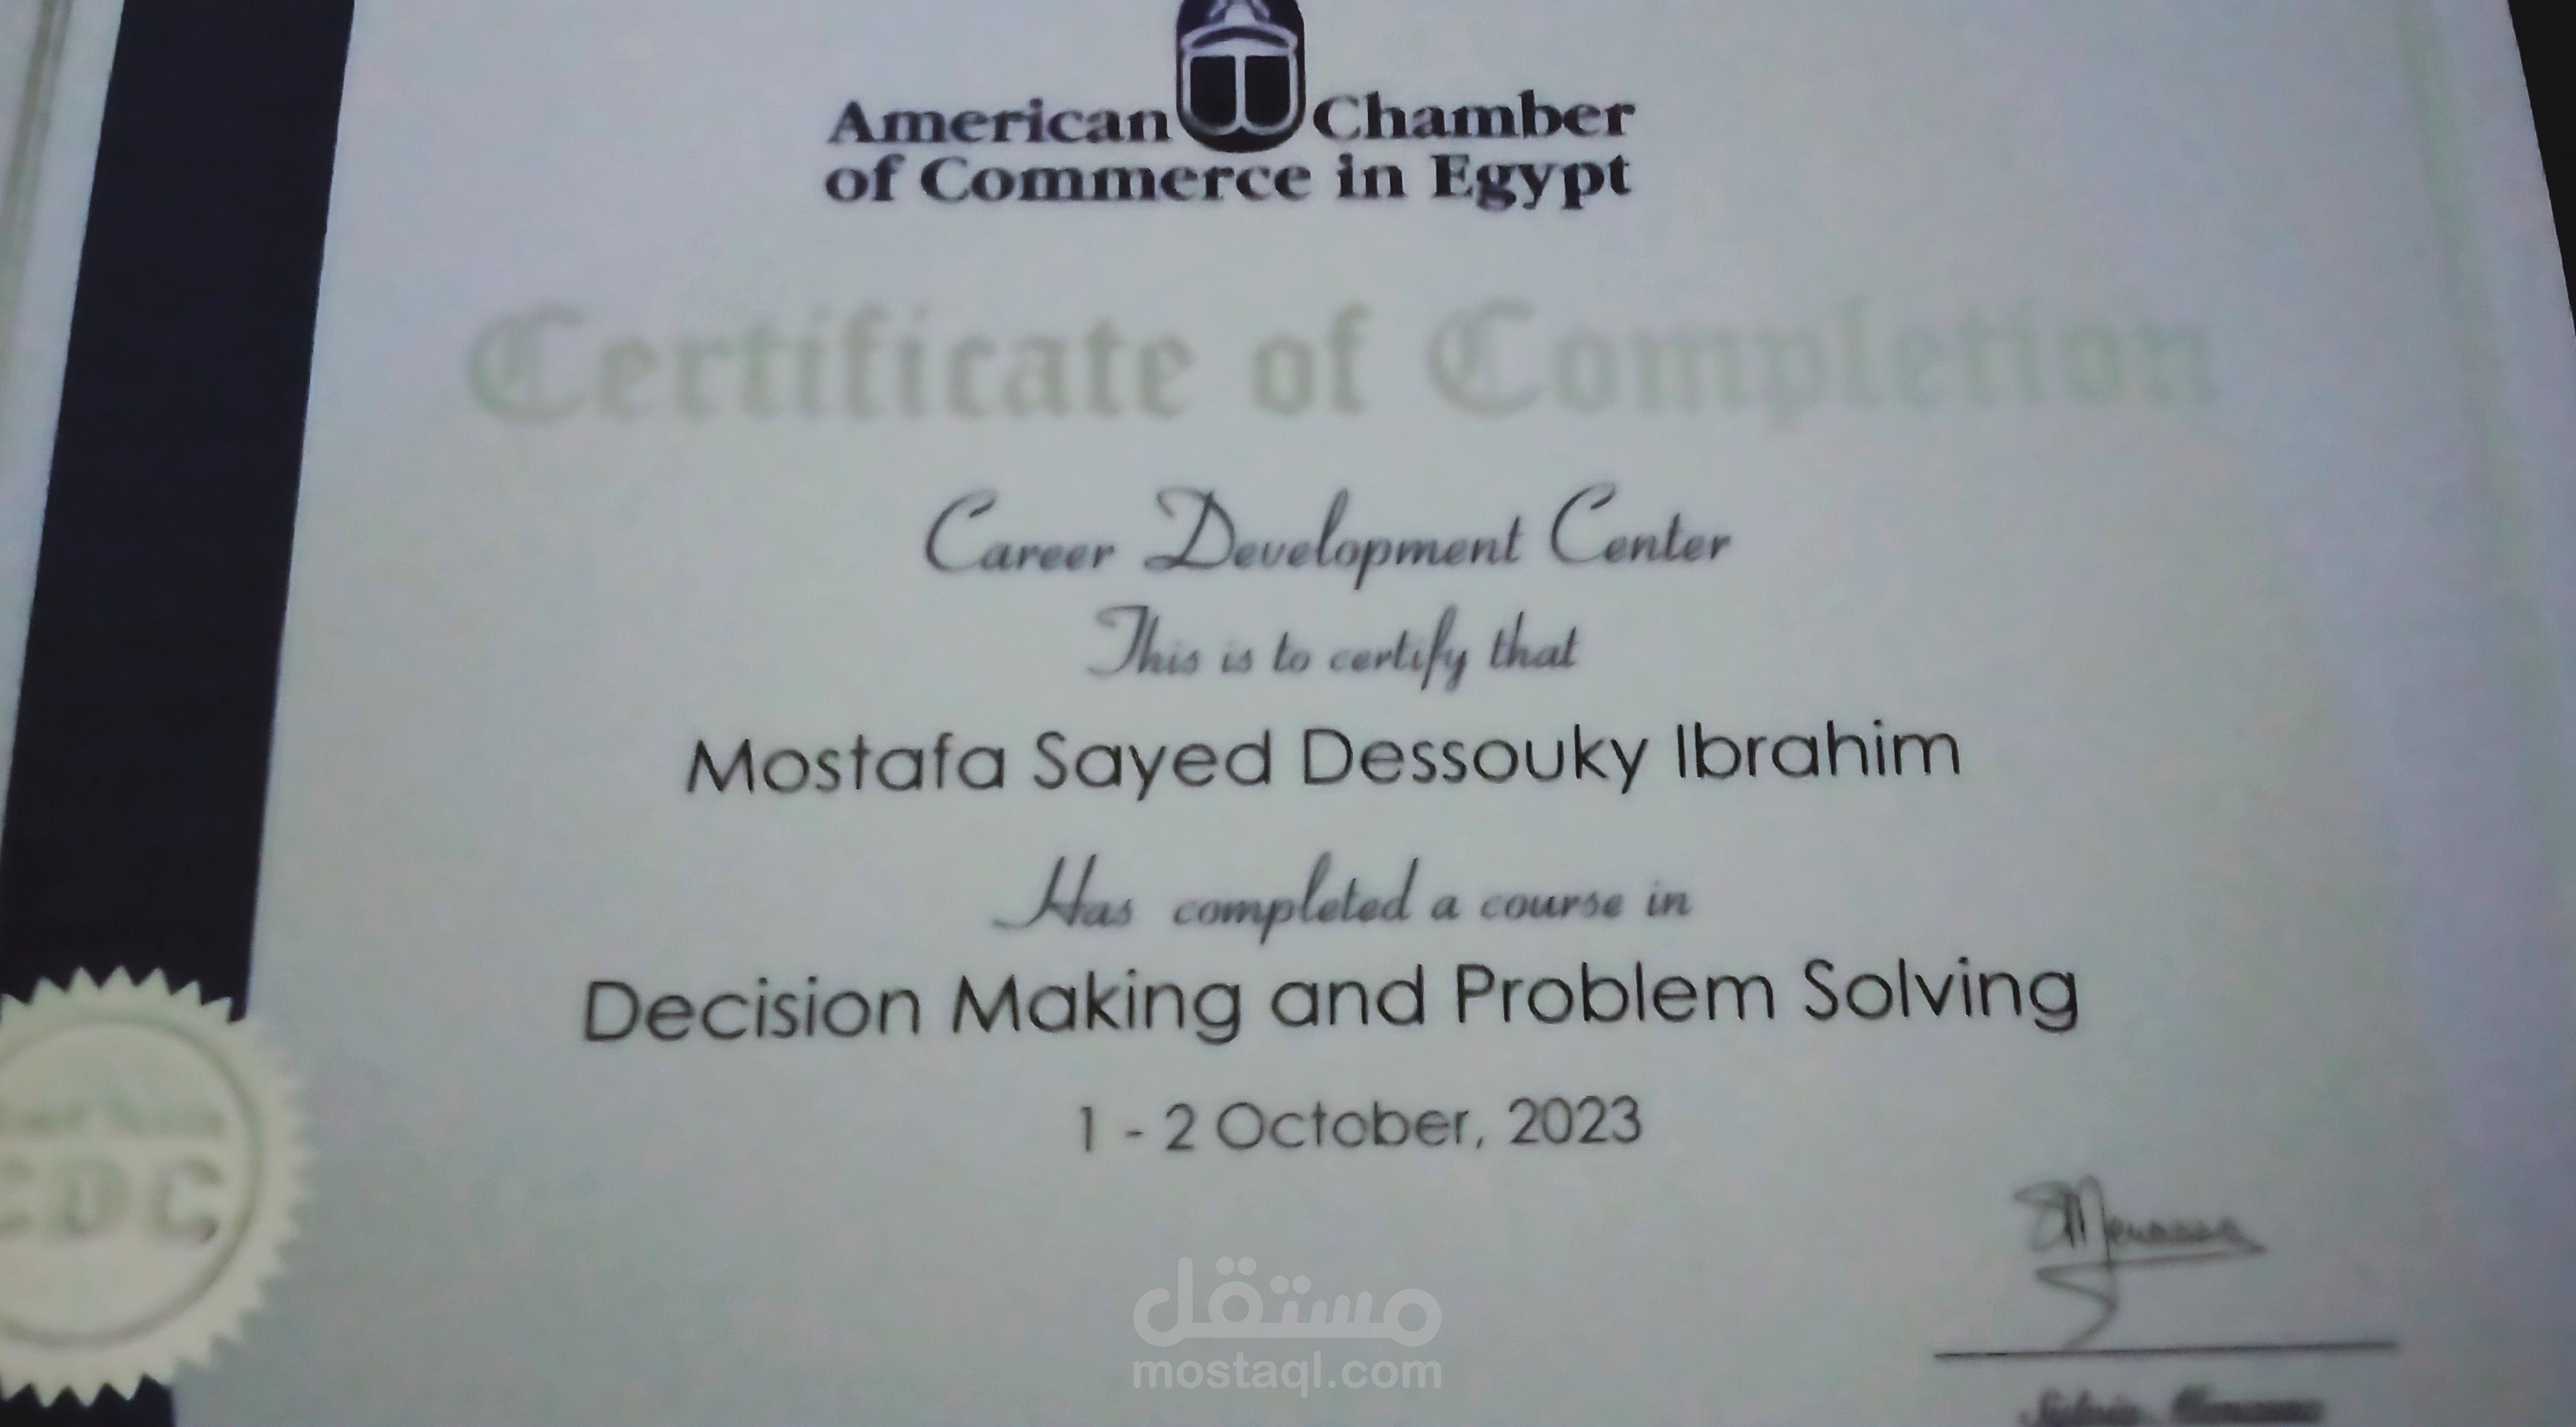 American Chamber
of Commerce in Egypt
Certificate of Completion
Career Development Center
This is to certify that
Mostafa Sayed Dessouky Ibrahim
Has completed a course in
Decision Making and Problem Solving
1 - 2 October, 2023
CDC
مستقل
mostaql.com